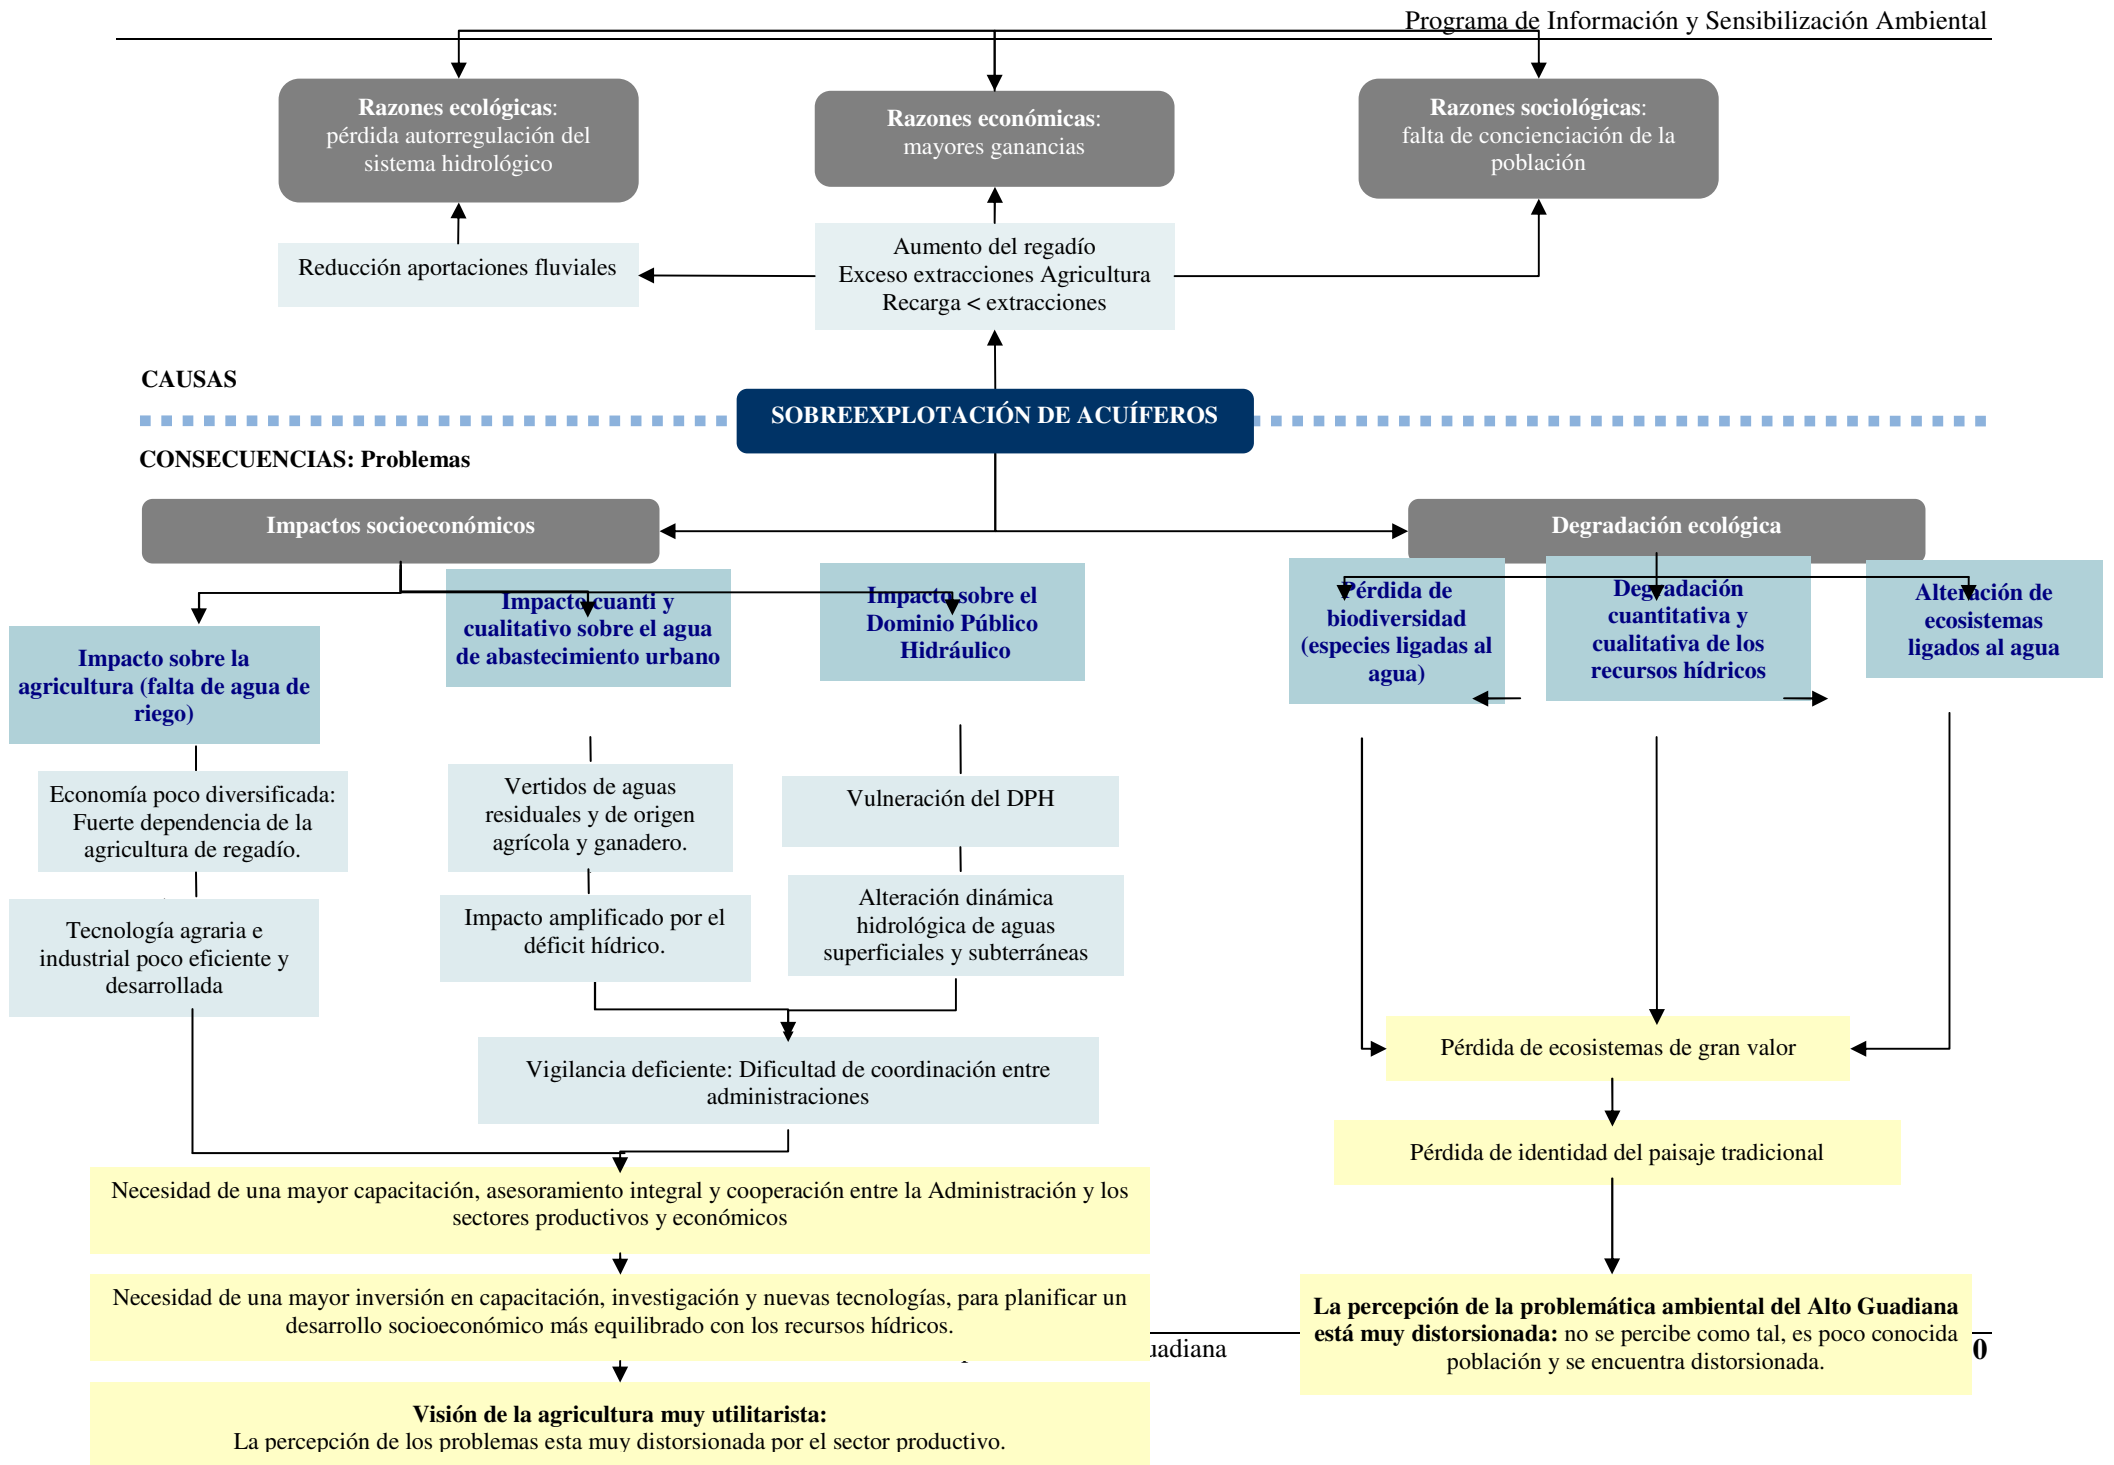 Programa de Información y Sensibilización Ambiental
Razones ecológicas:
pérdida autorregulación del
sistema hidrológico
Razones económicas:
mayores ganancias
Razones sociológicas:
falta de concienciación de la
población
Reducción aportaciones fluviales
Aumento del regadío
Exceso extracciones Agricultura
Recarga < extracciones
CAUSAS
SOBREEXPLOTACIÓN DE ACUÍFEROS
CONSECUENCIAS: Problemas
Impactos socioeconómicos
Degradación ecológica
Impacto sobre la
agricultura (falta de agua de
riego)
Impacto cuanti y
cualitativo sobre el agua
de abastecimiento urbano
Impacto sobre el
Dominio Público
Hidráulico
Pérdida de
biodiversidad
(especies ligadas al
agua)
Degradación
cuantitativa y
cualitativa de los
recursos hídricos
Alteración de
ecosistemas
ligados al agua
Economía poco diversificada:
Fuerte dependencia de la
agricultura de regadío.
Vertidos de aguas
residuales y de origen
agrícola y ganadero.
Vulneración del DPH
Tecnología agraria e
industrial poco eficiente y
desarrollada
Impacto amplificado por el
déficit hídrico.
Alteración dinámica
hidrológica de aguas
superficiales y subterráneas
Vigilancia deficiente: Dificultad de coordinación entre
administraciones
Pérdida de ecosistemas de gran valor
Pérdida de identidad del paisaje tradicional
Necesidad de una mayor capacitación, asesoramiento integral y cooperación entre la Administración y los
sectores productivos y económicos
Necesidad de una mayor inversión en capacitación, investigación y nuevas tecnologías, para planificar un
desarrollo socioeconómico más equilibrado con los recursos hídricos.
La percepción de la problemática ambiental del Alto Guadiana
está muy distorsionada: no se percibe como tal, es poco conocida
población y se encuentra distorsionada.
uadiana
0
Visión de la agricultura muy utilitarista:
La percepción de los problemas esta muy distorsionada por el sector productivo.